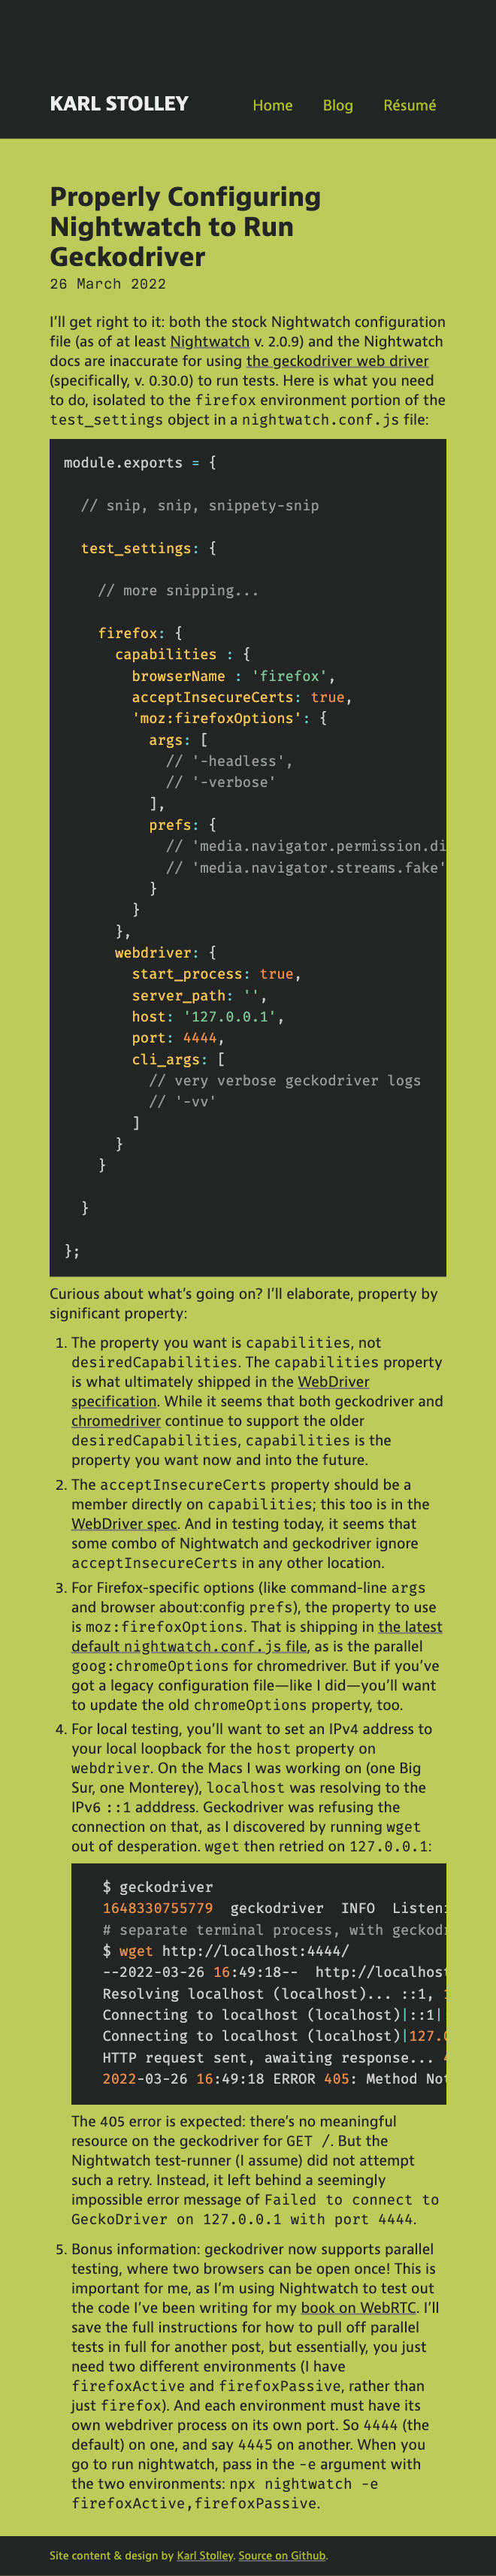 KARL STOLLEY
Home Blog Résumé
Properly Configuring
Nightwatch to Run
Geckodriver
26 March 2022
I’ll get right to it: both the stock Nightwatch configuration
file (as of at least Nightwatch v. 2.0.9) and the Nightwatch
docs are inaccurate for using the geckodriver web driver
(specifically, v. 0.30.0) to run tests. Here is what you need
to do, isolated to the firefox environment portion of the
test_settings object in a nightwatch.conf.js file:
module.exports = {
// snip, snip, snippety-snip
test_settings: {
// more snipping...
firefox: {
capabilities : {
browserName : 'firefox',
acceptInsecureCerts: true,
'moz:firefoxOptions': {
args: [
// '-headless',
// '-verbose'
],
prefs: {
// 'media.navigator.permission.di
// 'media.navigator.streams.fake'
}
}
},
webdriver: {
start_process: true,
server_path: '',
host: '127.0.0.1',
port: 4444,
cli_args: [
// very verbose geckodriver logs
// '-vv'
]
}
}
}
};
Curious about what’s going on? I’ll elaborate, property by
significant property:
1. The property you want is capabilities, not
desiredCapabilities. The capabilities property
is what ultimately shipped in the WebDriver
specification. While it seems that both geckodriver and
chromedriver continue to support the older
desiredCapabilities, capabilities is the
property you want now and into the future.
2. The acceptInsecureCerts property should be a
member directly on capabilities; this too is in the
WebDriver spec. And in testing today, it seems that
some combo of Nightwatch and geckodriver ignore
acceptInsecureCerts in any other location.
3. For Firefox-specific options (like command-line args
and browser about:config prefs), the property to use
is moz:firefoxOptions. That is shipping in the latest
default nightwatch.conf.js file, as is the parallel
goog:chromeOptions for chromedriver. But if you’ve
got a legacy configuration file—like I did—you’ll want
to update the old chromeOptions property, too.
4. For local testing, you’ll want to set an IPv4 address to
your local loopback for the host property on
webdriver. On the Macs I was working on (one Big
Sur, one Monterey), localhost was resolving to the
IPv6 ::1 adddress. Geckodriver was refusing the
connection on that, as I discovered by running wget
out of desperation. wget then retried on 127.0.0.1:
$ geckodriver
1648330755779 geckodriver INFO Listen
# separate terminal process, with geckod
$ wget http://localhost:4444/
--2022-03-26 16:49:18-- http://localhost
Resolving localhost (localhost)... ::1,
Connecting to localhost (localhost)|::1|
Connecting to localhost (localhost)|127.0
HTTP request sent, awaiting response... 4
2022-03-26 16:49:18 ERROR 405: Method Not
The 405 error is expected: there’s no meaningful
resource on the geckodriver for GET /. But the
Nightwatch test-runner (I assume) did not attempt
such a retry. Instead, it left behind a seemingly
impossible error message of Failed to connect to
GeckoDriver on 127.0.0.1 with port 4444.
5. Bonus information: geckodriver now supports parallel
testing, where two browsers can be open once! This is
important for me, as I’m using Nightwatch to test out
the code I’ve been writing for my book on WebRTC. I’ll
save the full instructions for how to pull off parallel
tests in full for another post, but essentially, you just
need two different environments (I have
firefoxActive and firefoxPassive, rather than
just firefox). And each environment must have its
own webdriver process on its own port. So 4444 (the
default) on one, and say 4445 on another. When you
go to run nightwatch, pass in the -e argument with
the two environments: npx nightwatch -e
firefoxActive,firefoxPassive.
Site content & design by Karl Stolley. Source on Github.